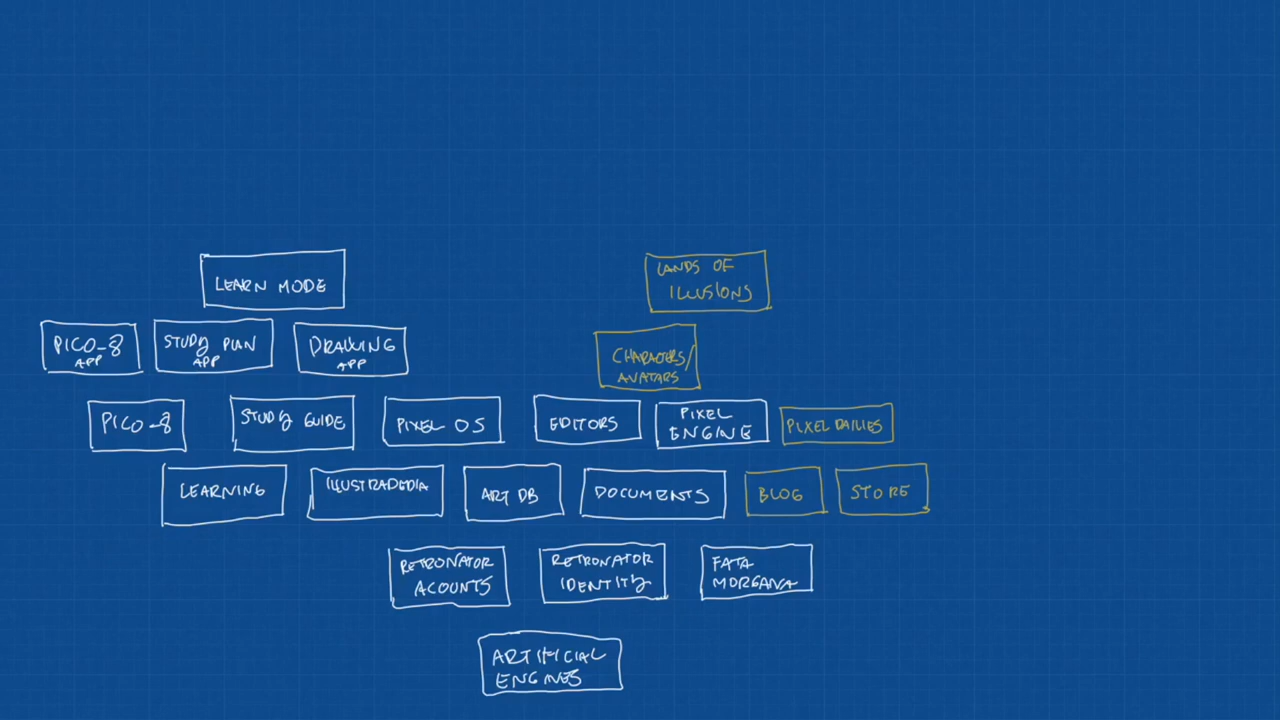 LEARN MODE
LANDS OF
ILLUSIONS
PICO-8
APP
STUDY PLAN
APP
DRAWING
APP
CHARACTERS/
AVATARS
PICO-8
STUDY GUIDE
PIXEL OS
EDITORS
PIXEL
ENGINE
PIXEL DAILIES
LEARNING
ILLUSTRAPEDIA
ART DB
DOCUMENTS
BLOG
STORE
RETRONATOR
ACOUNTS
RETRONATOR
IDENTITY
FATA
MORGANA
ARTIFICIAL
ENGINES